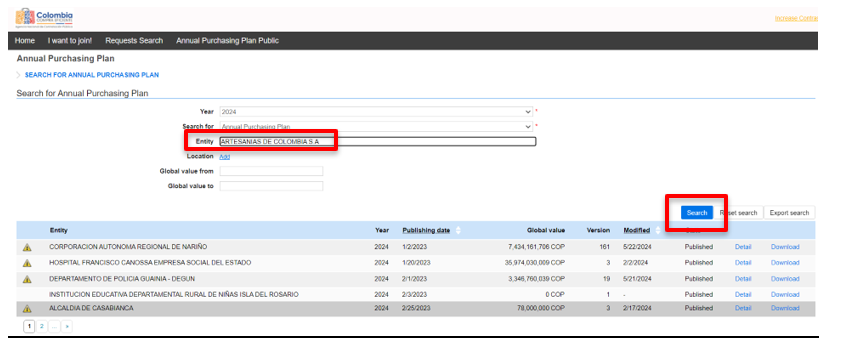 Colombia
Increase Contra
Home I want to join! Requests Search Annual Purchasing Plan Public
Annual Purchasing Plan
SEARCH FOR ANNUAL PURCHASING PLAN
Search for Annual Purchasing Plan
Year 2024 *
Search for Annual Purchasing Plan *
Entity ARTESANIAS DE COLOMBIA S.A
Location Add
Global value from
Global value to
Search Reset search Export search
Entity Year Publishing date Global value Version Modified
CORPORACION AUTONOMA REGIONAL DE NARIÑO 2024 1/2/2023 7,434,161,706 COP 161 5/22/2024 Published Detail Download
HOSPITAL FRANCISCO CANOSSA EMPRESA SOCIAL DEL ESTADO 2024 1/20/2023 35,974,030,009 COP 3 2/2/2024 Published Detail Download
DEPARTAMENTO DE POLICIA GUAINIA - DEGUN 2024 2/1/2023 3,346,760,039 COP 19 5/21/2024 Published Detail Download
INSTITUCION EDUCATIVA DEPARTAMENTAL RURAL DE NIÑAS ISLA DEL ROSARIO 2024 2/3/2023 0 COP 1 - Published Detail Download
ALCALDIA DE CASABIANCA 2024 2/25/2023 78,000,000 COP 3 2/17/2024 Published Detail Download
1 2 ... »